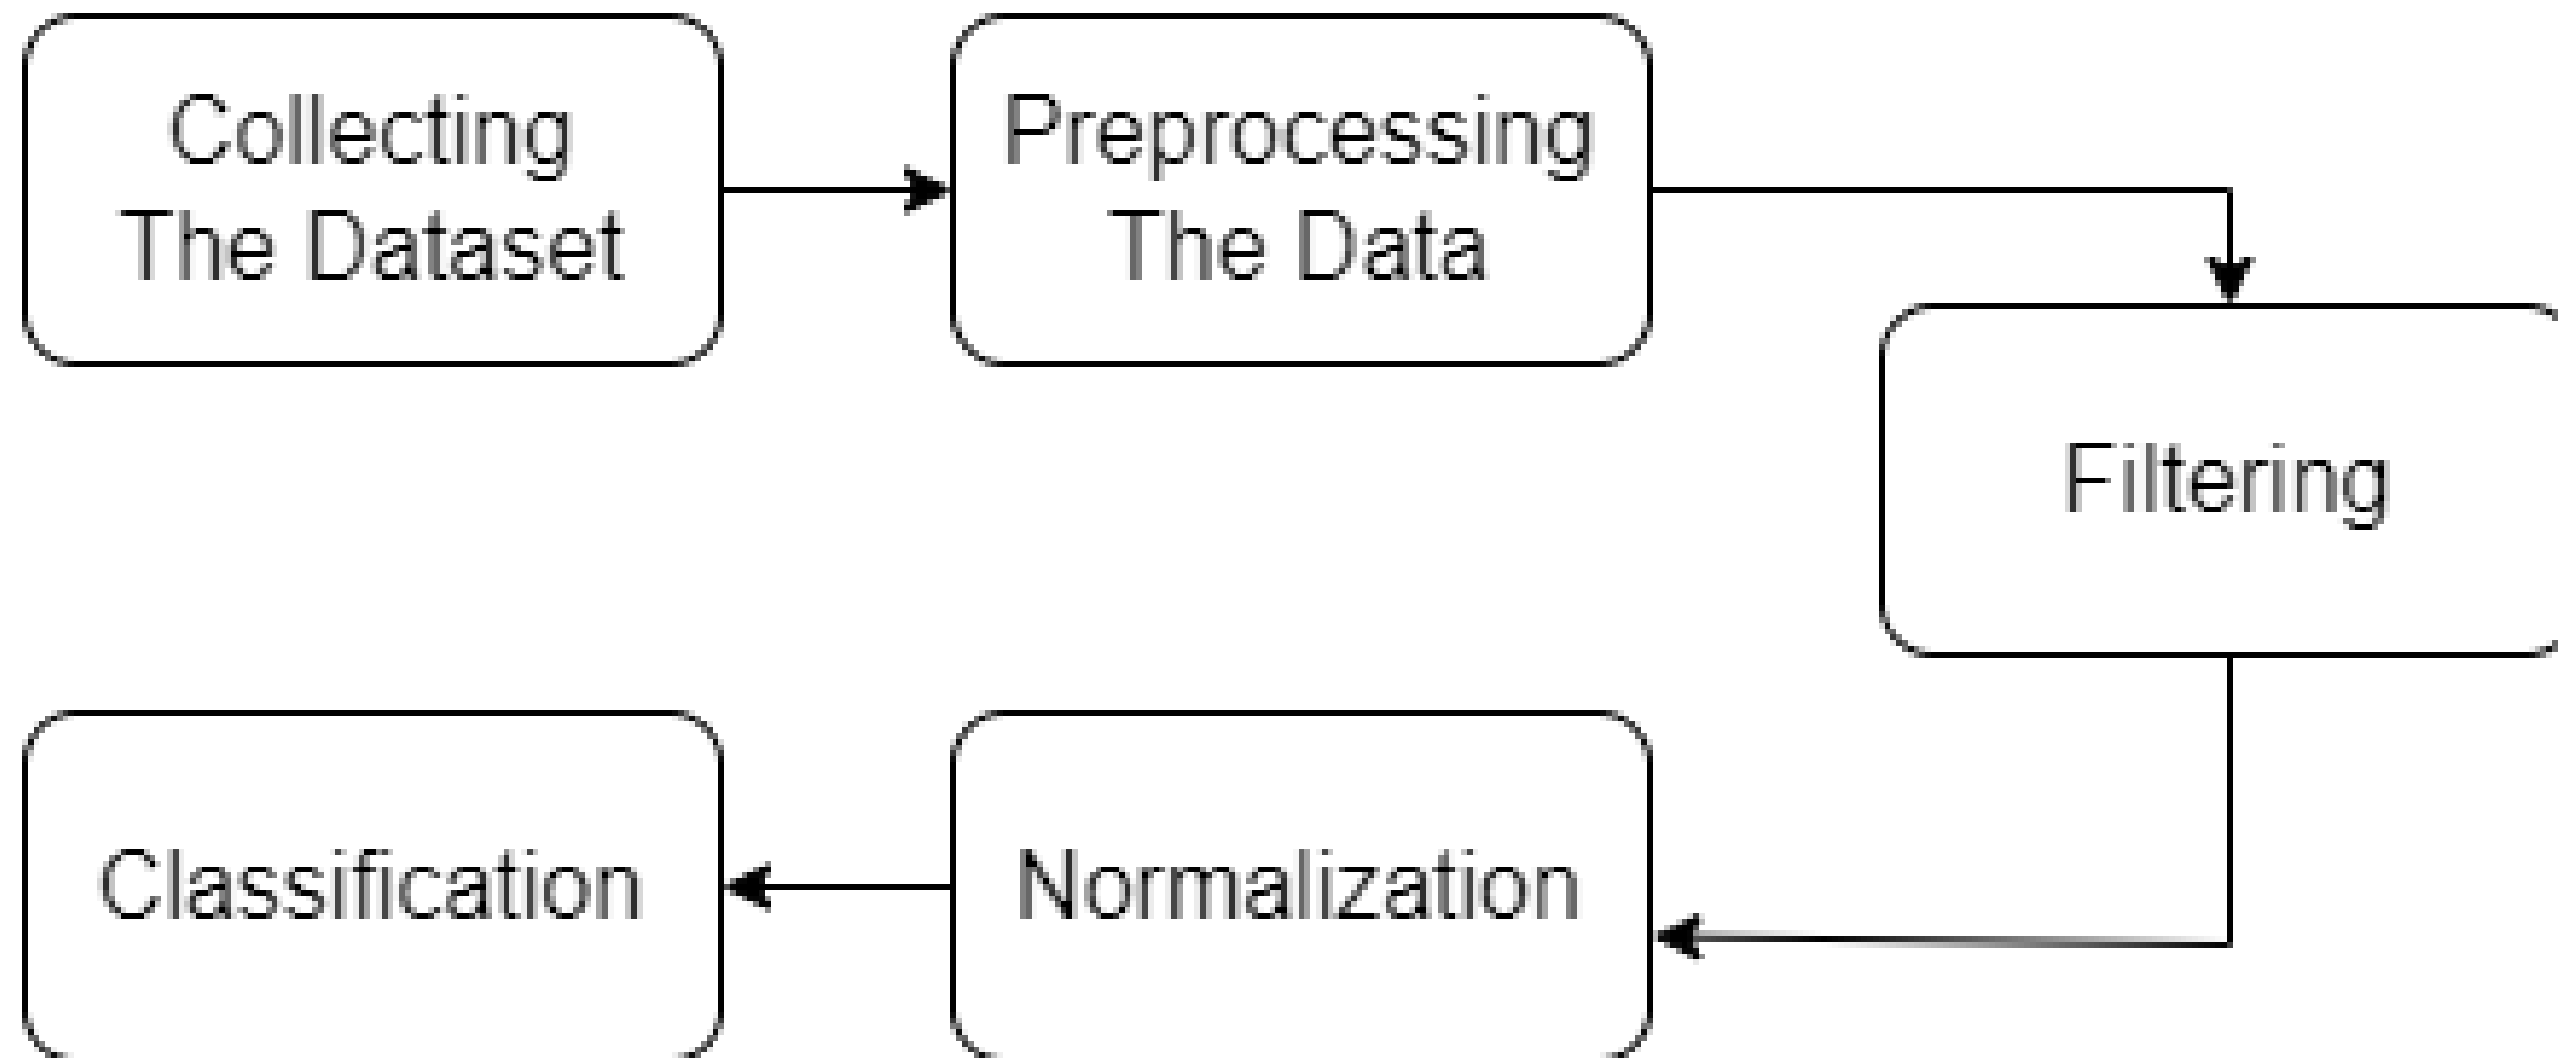 Collecting
The Dataset
Preprocessing
The Data
Filtering
Normalization
Classification